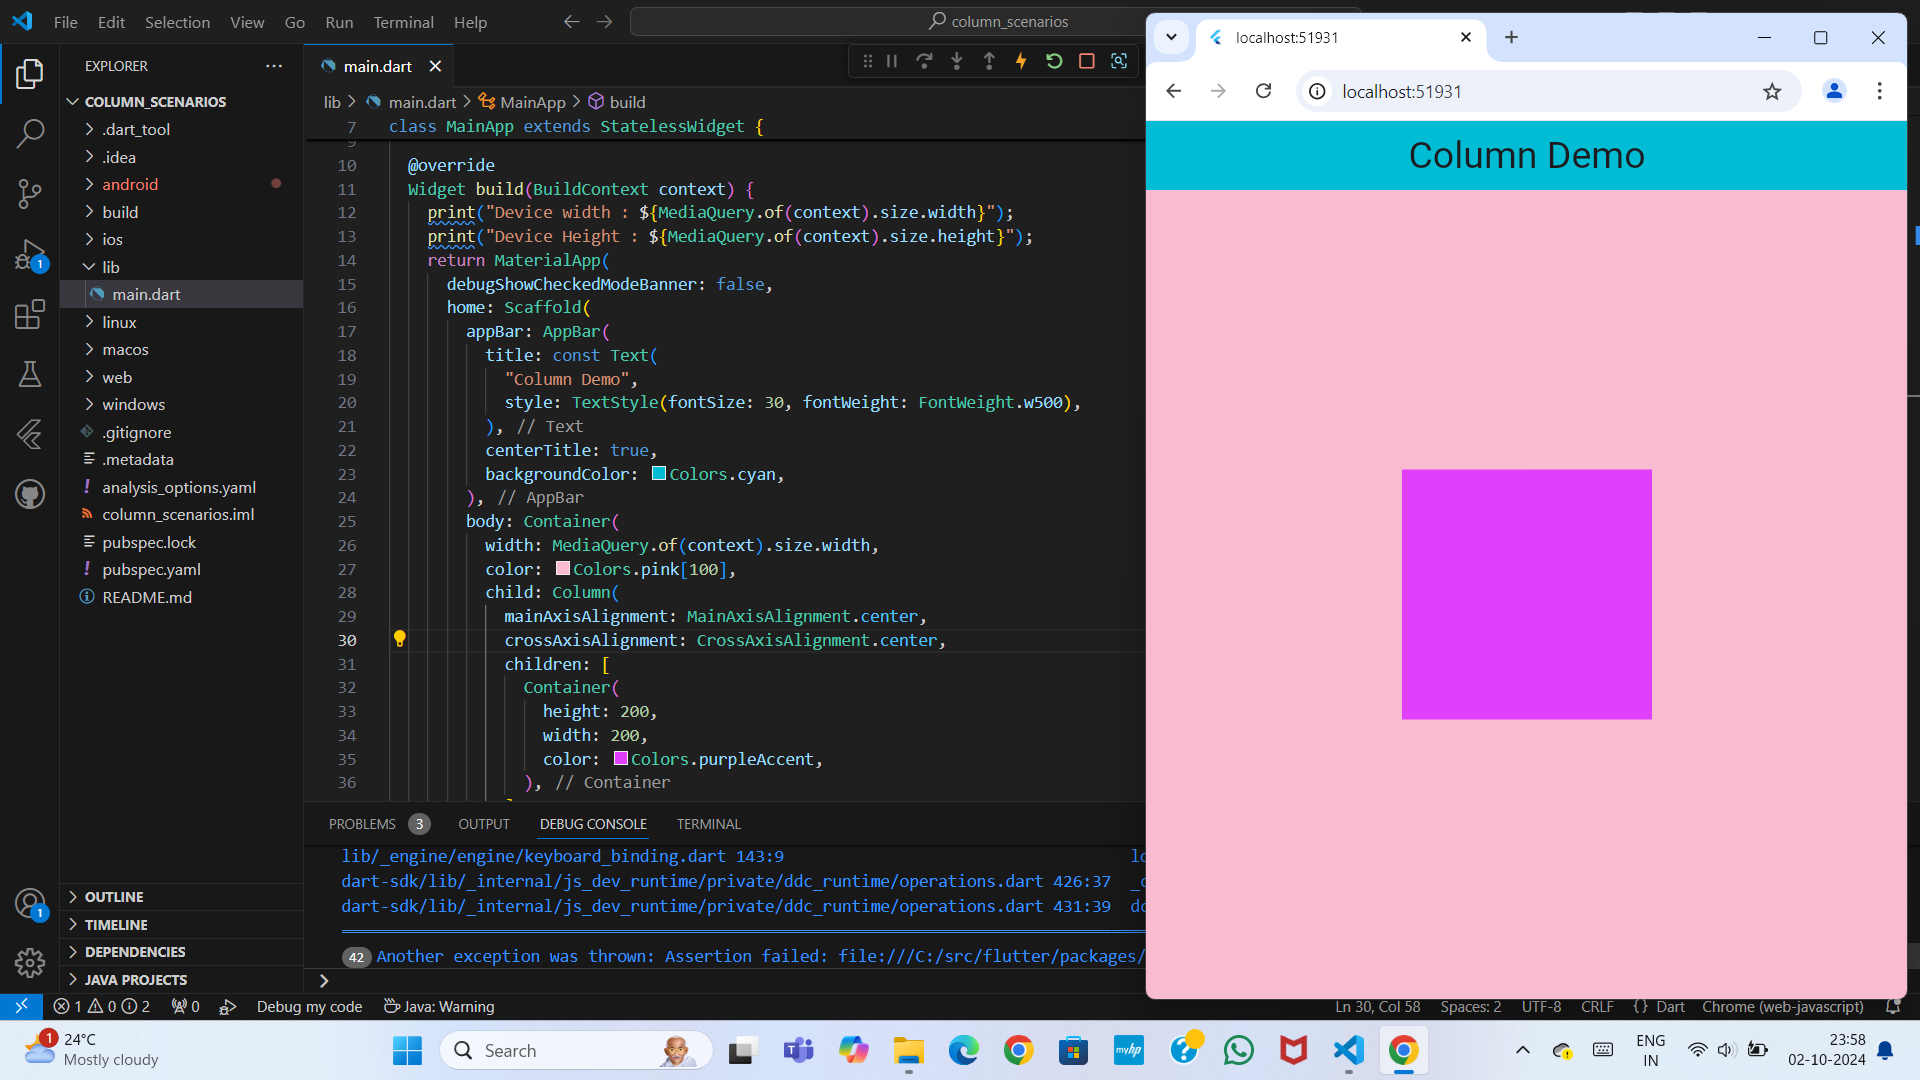 File Edit Selection View Go Run Terminal Help
column_scenarios
EXPLORER
COLUMN_SCENARIOS
.dart_tool
.idea
android
build
ios
lib
main.dart
linux
macos
web
windows
.gitignore
.metadata
analysis_options.yaml
column_scenarios.iml
pubspec.lock
pubspec.yaml
README.md
OUTLINE
TIMELINE
DEPENDENCIES
JAVA PROJECTS
main.dart
lib > main.dart > MainApp > build
7 class MainApp extends StatelessWidget {
9
10 @override
11 Widget build(BuildContext context) {
12 print("Device width : ${MediaQuery.of(context).size.width}");
13 print("Device Height : ${MediaQuery.of(context).size.height}");
14 return MaterialApp(
15 debugShowCheckedModeBanner: false,
16 home: Scaffold(
17 appBar: AppBar(
18 title: const Text(
19 "Column Demo",
20 style: TextStyle(fontSize: 30, fontWeight: FontWeight.w500),
21 ), // Text
22 centerTitle: true,
23 backgroundColor: Colors.cyan,
24 ), // AppBar
25 body: Container(
26 width: MediaQuery.of(context).size.width,
27 color: Colors.pink[100],
28 child: Column(
29 mainAxisAlignment: MainAxisAlignment.center,
30 crossAxisAlignment: CrossAxisAlignment.center,
31 children: [
32 Container(
33 height: 200,
34 width: 200,
35 color: Colors.purpleAccent,
36 ), // Container
PROBLEMS 3 OUTPUT DEBUG CONSOLE TERMINAL
lib/_engine/engine/keyboard_binding.dart 143:9
dart-sdk/lib/_internal/js_dev_runtime/private/ddc_runtime/operations.dart 426:37
dart-sdk/lib/_internal/js_dev_runtime/private/ddc_runtime/operations.dart 431:39
42 Another exception was thrown: Assertion failed: file:///C:/src/flutter/packages/
1 0 2 0 Debug my code Java: Warning
Ln 30, Col 58 Spaces: 2 UTF-8 CRLF {} Dart Chrome (web-javascript)
localhost:51931
localhost:51931
Column Demo
1
1
1
24°C
Mostly cloudy
Search
myhp
ENG
IN
23:58
02-10-2024